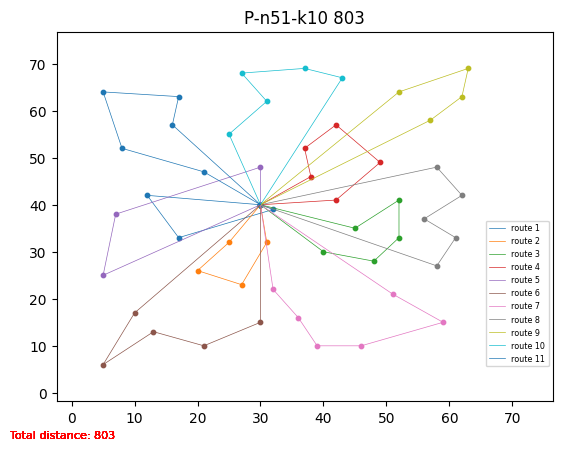 P-n51-k10 803
70
60
50
40
30
20
10
0
0 10 20 30 40 50 60 70
route 1
route 2
route 3
route 4
route 5
route 6
route 7
route 8
route 9
route 10
route 11
Total distance: 803